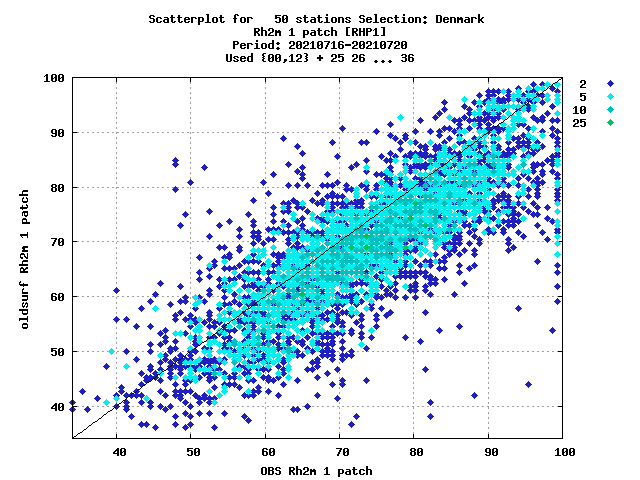 Scatterplot for   50 stations Selection: Denmark
Rh2m 1 patch [RHP1]
Period: 20210716-20210720
Used {00,12} + 25 26 ... 36
2
5
10
25
100
90
80
70
60
50
40
oldsurf Rh2m 1 patch
40 50 60 70 80 90 100
OBS Rh2m 1 patch